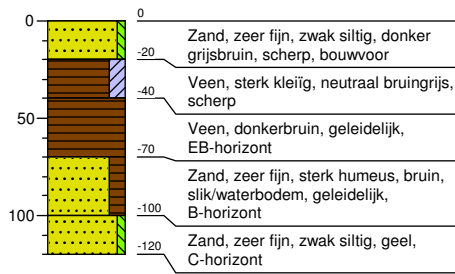 0
0
Zand, zeer fijn, zwak siltig, donker
grijsbruin, scherp, bouwvoor
-20
Veen, sterk kleiïg, neutraal bruingrijs,
scherp
-40
50
Veen, donkerbruin, geleidelijk,
EB-horizont
-70
Zand, zeer fijn, sterk humeus, bruin,
slik/waterbodem, geleidelijk,
B-horizont
100
-100
Zand, zeer fijn, zwak siltig, geel,
C-horizont
-120